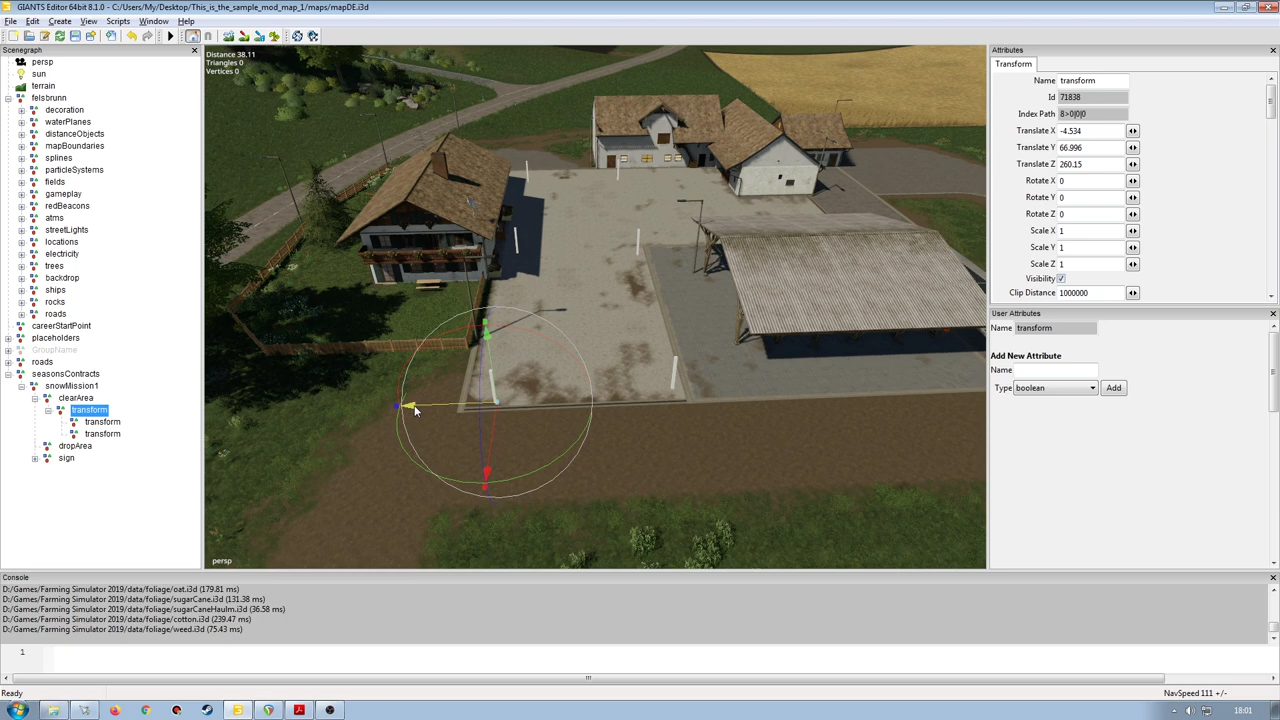 GIANTS Editor 64bit 8.1.0 - C:/Users/My/Desktop/This_is_the_sample_mod_map_1/maps/mapDE.i3d
File Edit Create View Scripts Window Help
Scenegraph
persp
sun
terrain
felsbrunn
decoration
waterPlanes
distanceObjects
mapBoundaries
splines
particleSystems
fields
gameplay
redBeacons
atms
streetLights
locations
electricity
trees
backdrop
ships
rocks
roads
careerStartPoint
placeholders
GroupName
roads
seasonsContracts
snowMission1
clearArea
transform
transform
transform
dropArea
sign
Distance 38.11
Triangles 0
Vertices 0
persp
Attributes
Transform
Name transform
Id 71838
Index Path 8>0|0|0
Translate X -4.534
Translate Y 66.996
Translate Z 260.15
Rotate X 0
Rotate Y 0
Rotate Z 0
Scale X 1
Scale Y 1
Scale Z 1
Visibility
Clip Distance 1000000
User Attributes
Name transform
Add New Attribute
Name
Type boolean Add
Console
D:/Games/Farming Simulator 2019/data/foliage/oat.i3d (179.81 ms)
D:/Games/Farming Simulator 2019/data/foliage/sugarCane.i3d (131.38 ms)
D:/Games/Farming Simulator 2019/data/foliage/sugarCaneHaulm.i3d (36.58 ms)
D:/Games/Farming Simulator 2019/data/foliage/cotton.i3d (239.47 ms)
D:/Games/Farming Simulator 2019/data/foliage/weed.i3d (75.43 ms)
1
Ready
NavSpeed 111 +/-
18:01